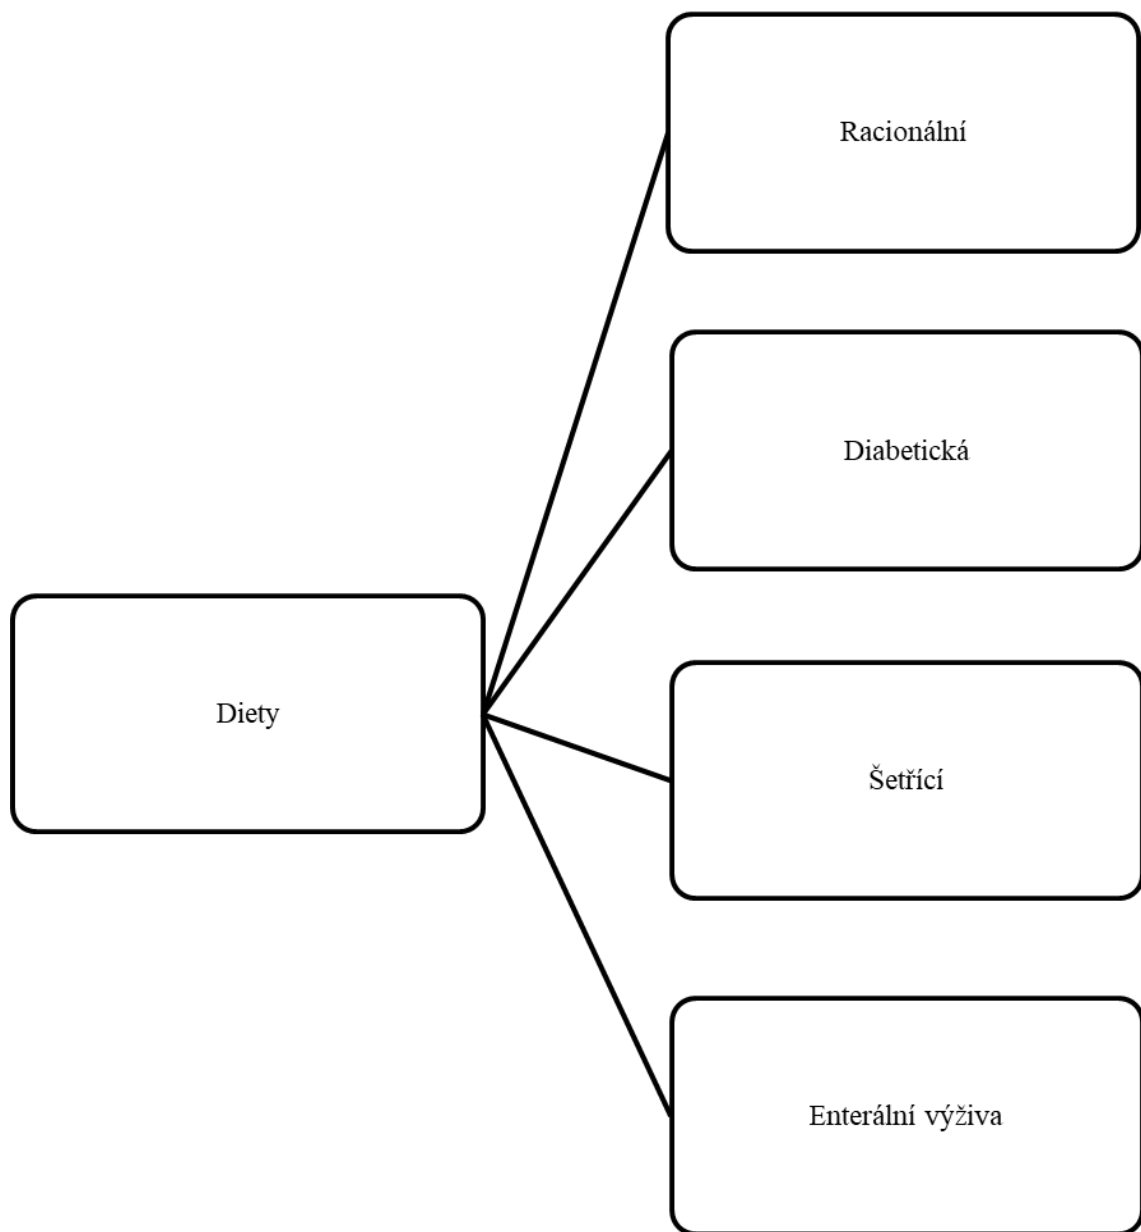 Racionální
Diabetická
Diety
Šetřící
Enterální výživa